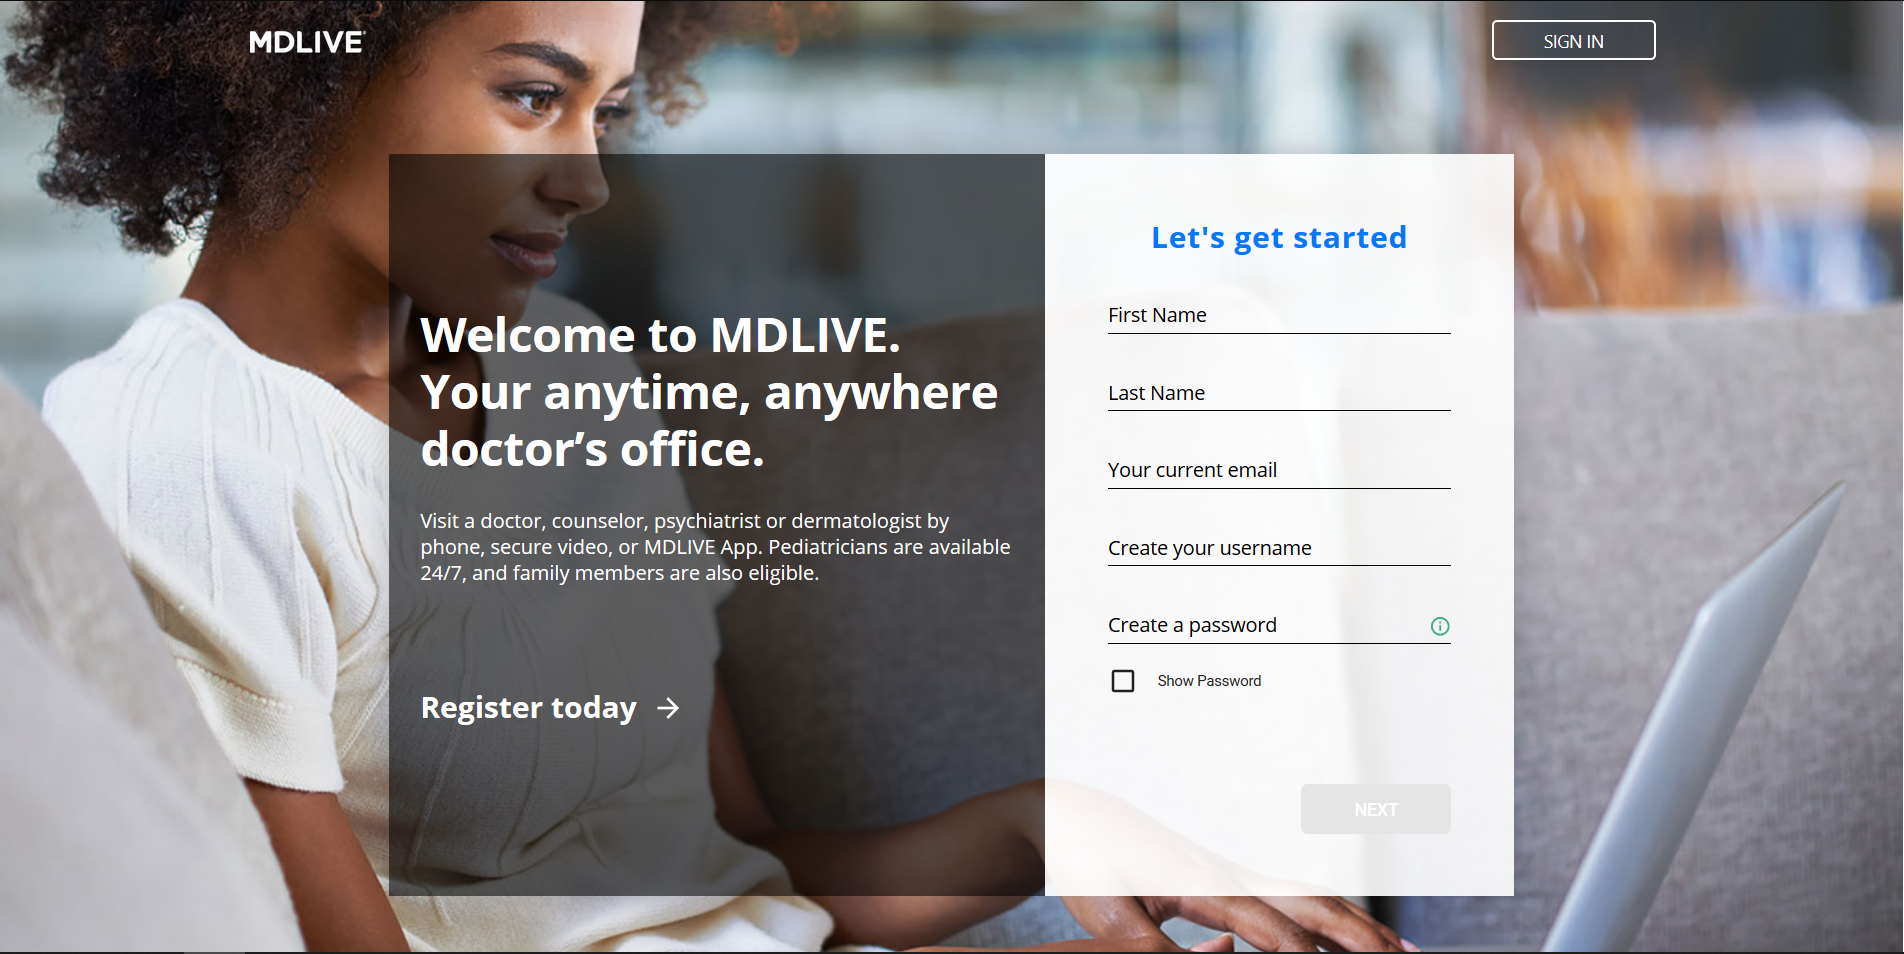 MDLIVE
SIGN IN
Welcome to MDLIVE.
Your anytime, anywhere
doctor’s office.
Visit a doctor, counselor, psychiatrist or dermatologist by
phone, secure video, or MDLIVE App. Pediatricians are available
24/7, and family members are also eligible.
Register today
Let's get started
First Name
Last Name
Your current email
Create your username
Create a password
Show Password
NEXT